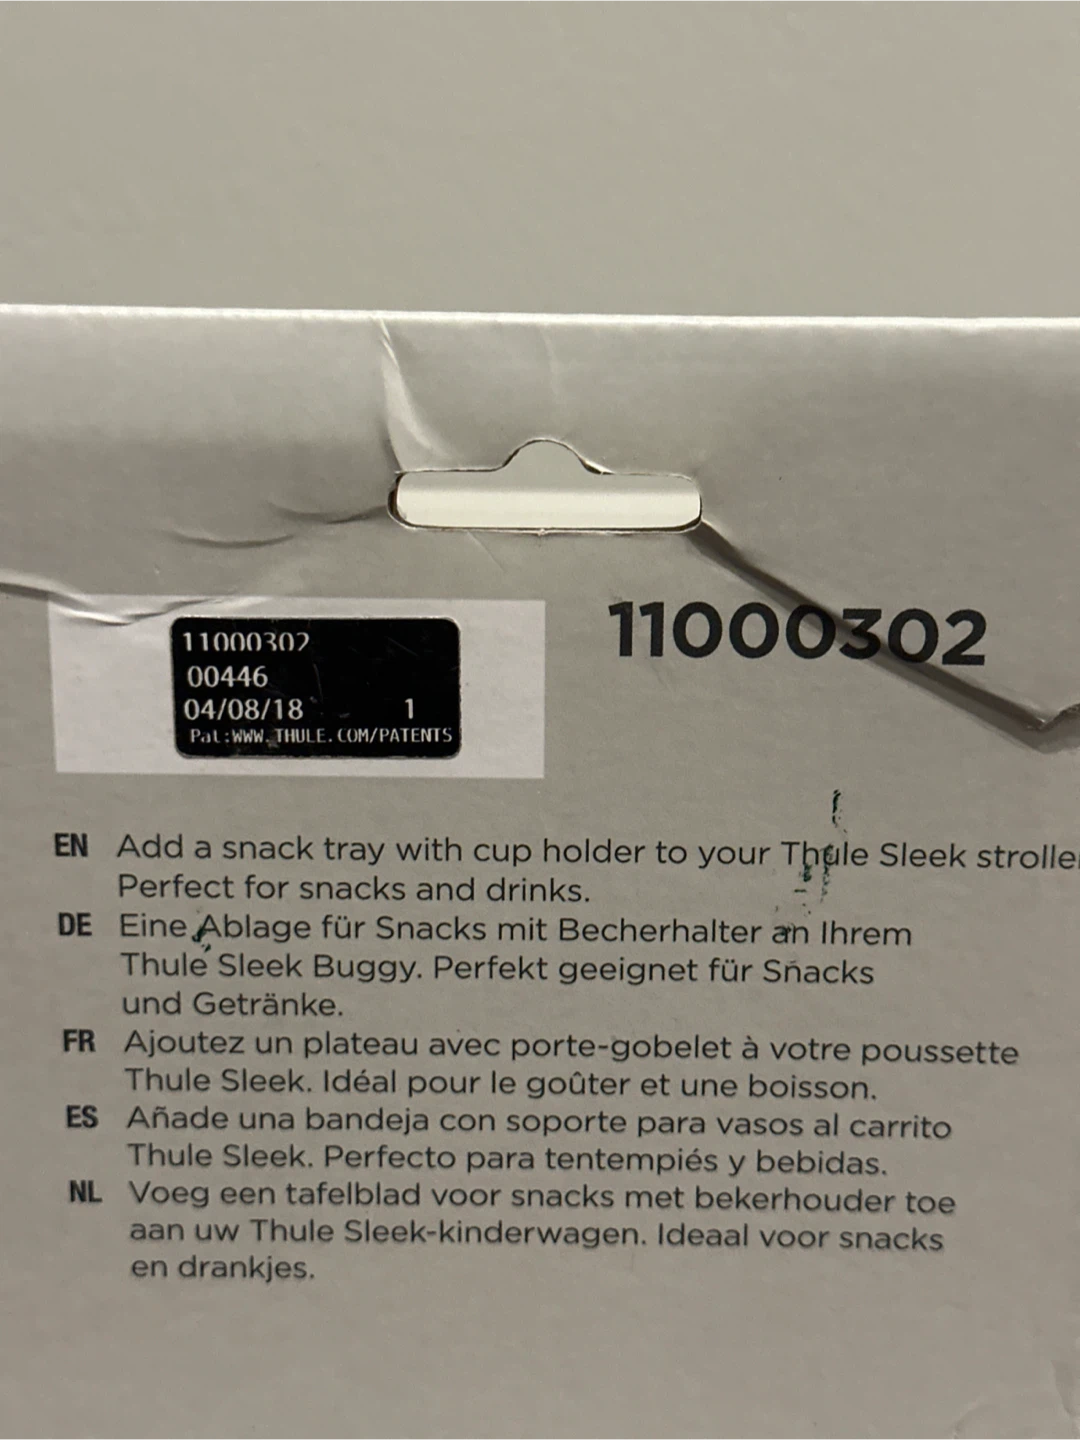 11000302
00446
04/08/18 1
Pat:WWW.THULE.COM/PATENTS
11000302
EN Add a snack tray with cup holder to your Thule Sleek
Perfect for snacks and drinks.
DE Eine Ablage für Snacks mit Becherhalter an Ihrem
Thule Sleek Buggy. Perfekt geeignet für Snacks
und Getränke.
FR Ajoutez un plateau avec porte-gobelet à votre poussette
Thule Sleek. Idéal pour le goûter et une boisson.
ES Añade una bandeja con soporte para vasos al carrito
Thule Sleek. Perfecto para tentempiés y bebidas.
NL Voeg een tafelblad voor snacks met bekerhouder toe
aan uw Thule Sleek-kinderwagen. Ideaal voor snacks
en drankjes.